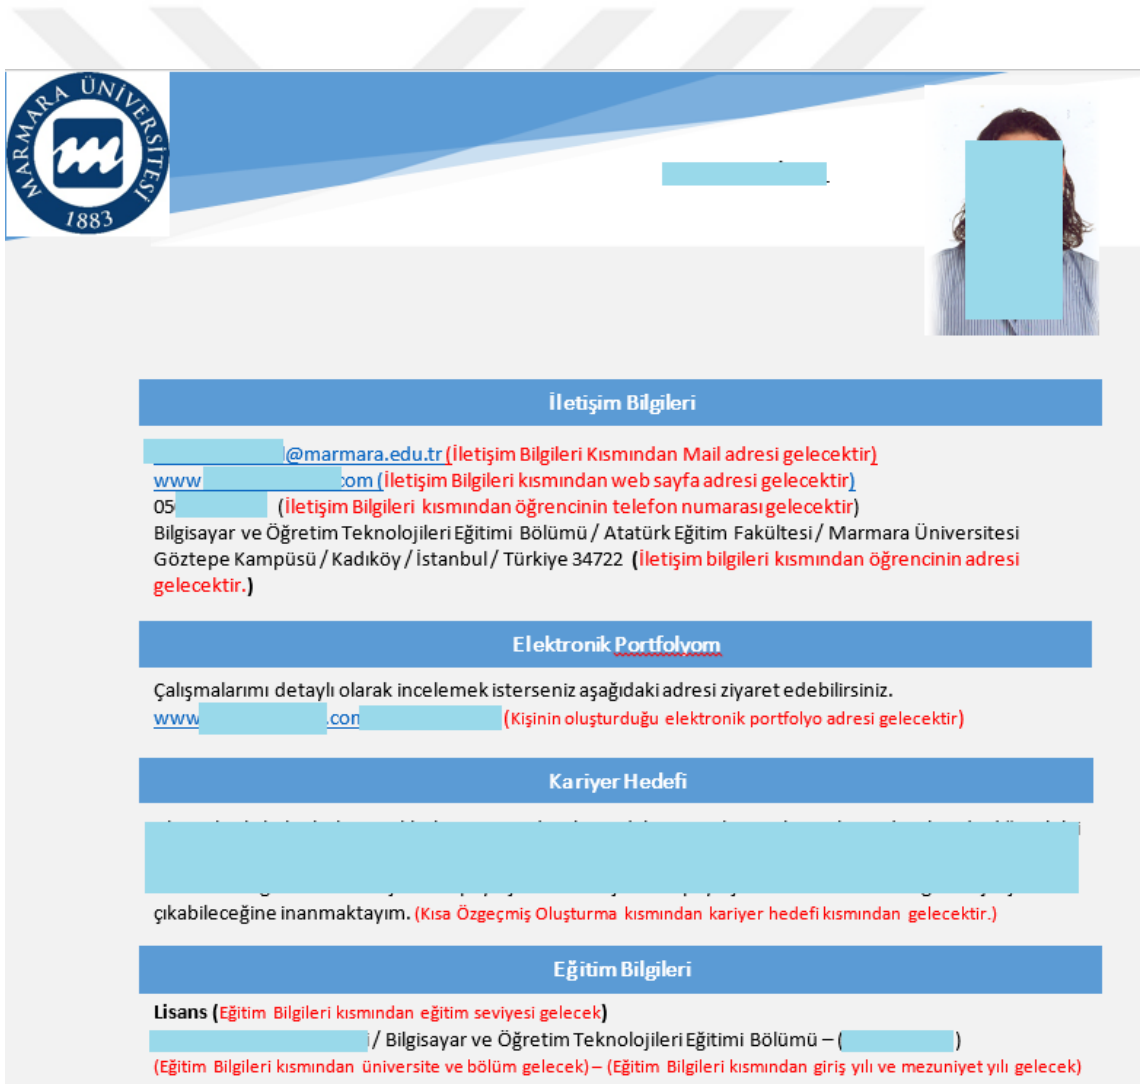 MARMARA ÜNİVERSİTESİ
m
1883
İletişim Bilgileri
@marmara.edu.tr (İletişim Bilgileri Kısmından Mail adresi gelecektir)
www .com (İletişim Bilgileri kısmından web sayfa adresi gelecektir)
05 (İletişim Bilgileri kısmından öğrencinin telefon numarası gelecektir)
Bilgisayar ve Öğretim Teknolojileri Eğitimi Bölümü / Atatürk Eğitim Fakültesi / Marmara Üniversitesi
Göztepe Kampüsü / Kadıköy / İstanbul / Türkiye 34722 (İletişim bilgileri kısmından öğrencinin adresi
gelecektir.)
Elektronik Portfolyom
Çalışmalarımı detaylı olarak incelemek isterseniz aşağıdaki adresi ziyaret edebilirsiniz.
www .com (Kişinin oluşturduğu elektronik portfolyo adresi gelecektir)
Kariyer Hedefi
çıkabileceğine inanmaktayım. (Kısa Özgeçmiş Oluşturma kısmından kariyer hedefi kısmından gelecektir.)
Eğitim Bilgileri
Lisans (Eğitim Bilgileri kısmından eğitim seviyesi gelecek)
/ Bilgisayar ve Öğretim Teknolojileri Eğitimi Bölümü – ( )
(Eğitim Bilgileri kısmından üniversite ve bölüm gelecek) – (Eğitim Bilgileri kısmından giriş yılı ve mezuniyet yılı gelecek)